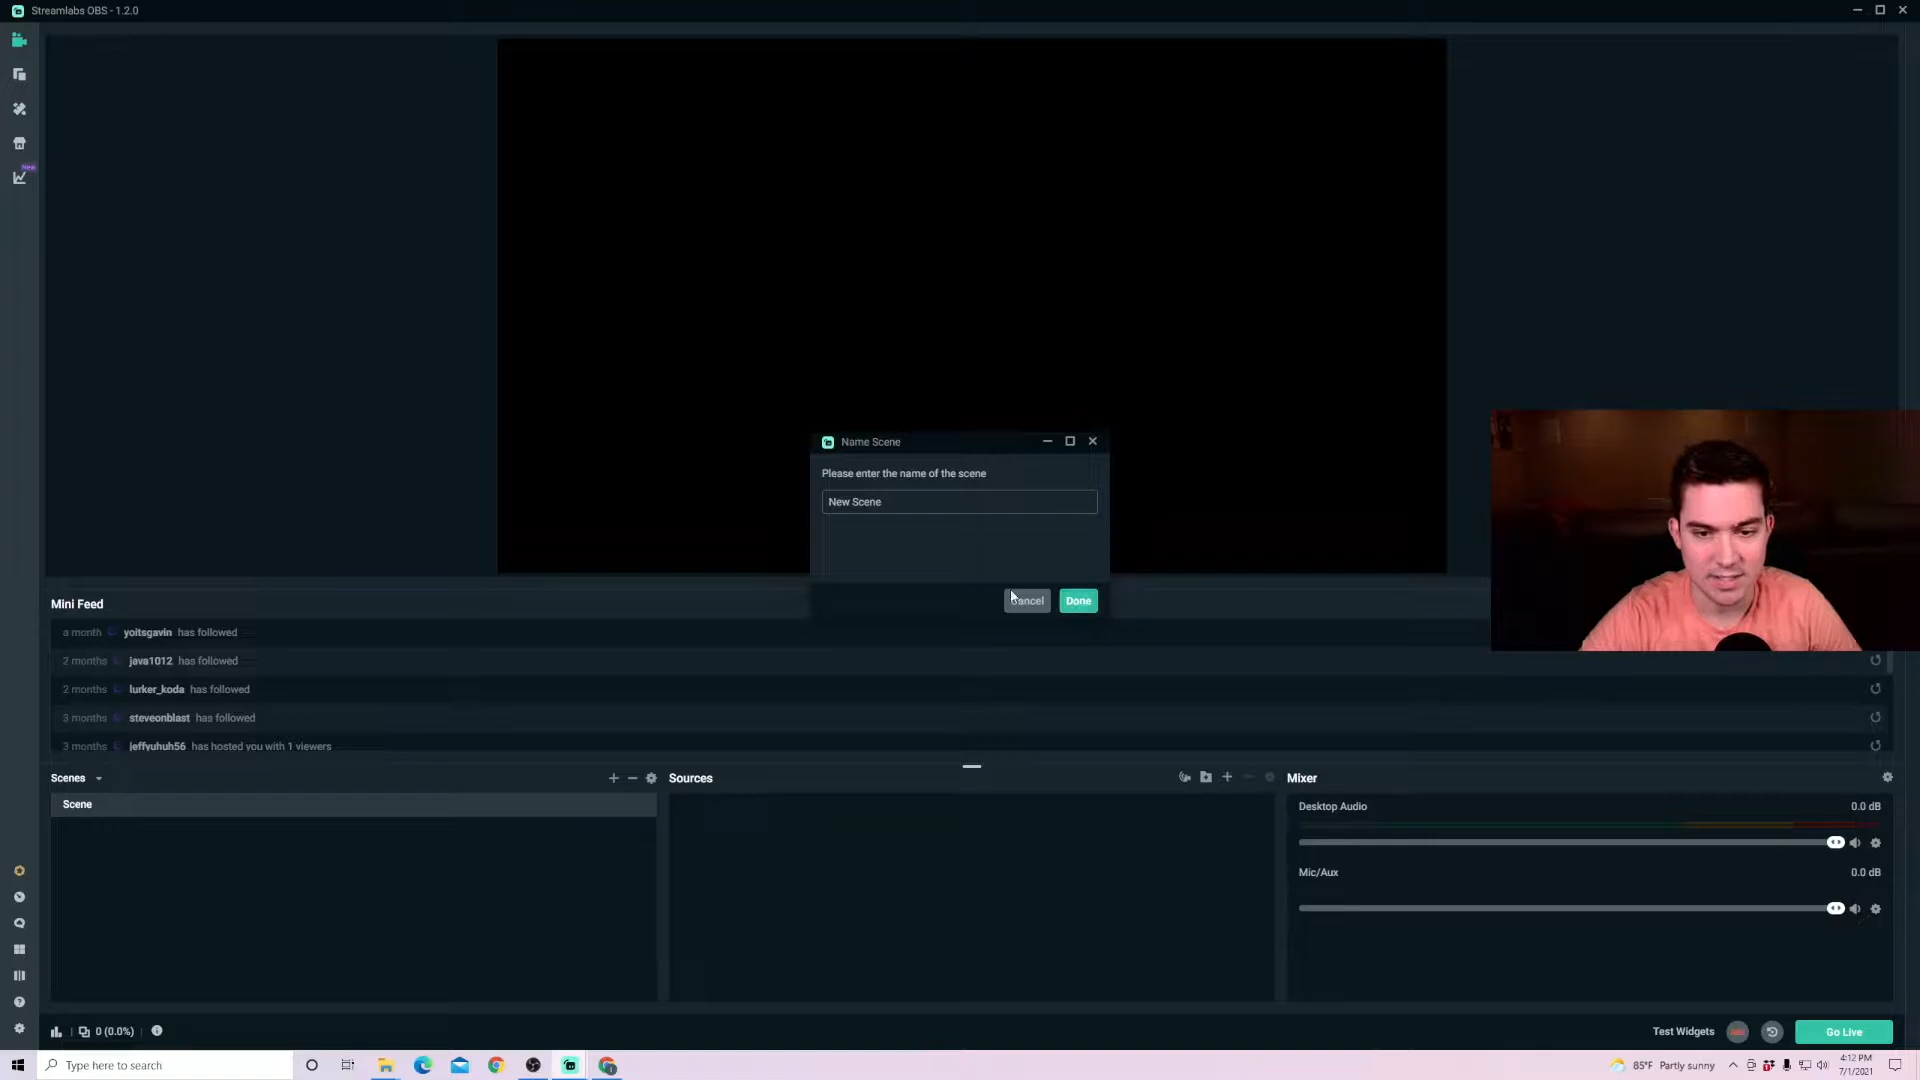 Streamlabs OBS - 1.2.0
New
Name Scene
Please enter the name of the scene
New Scene
Cancel
Done
Mini Feed
a month yoitsgavin has followed
2 months java1012 has followed
2 months lurker_koda has followed
3 months steveonblast has followed
3 months jeffyuhuh56 has hosted you with 1 viewers
Scenes
Sources
Mixer
Scene
Desktop Audio 0.0 dB
Mic/Aux 0.0 dB
0 (0.0%)
Test Widgets
Go Live
Type here to search
85°F Partly sunny
4:12 PM
7/1/2021